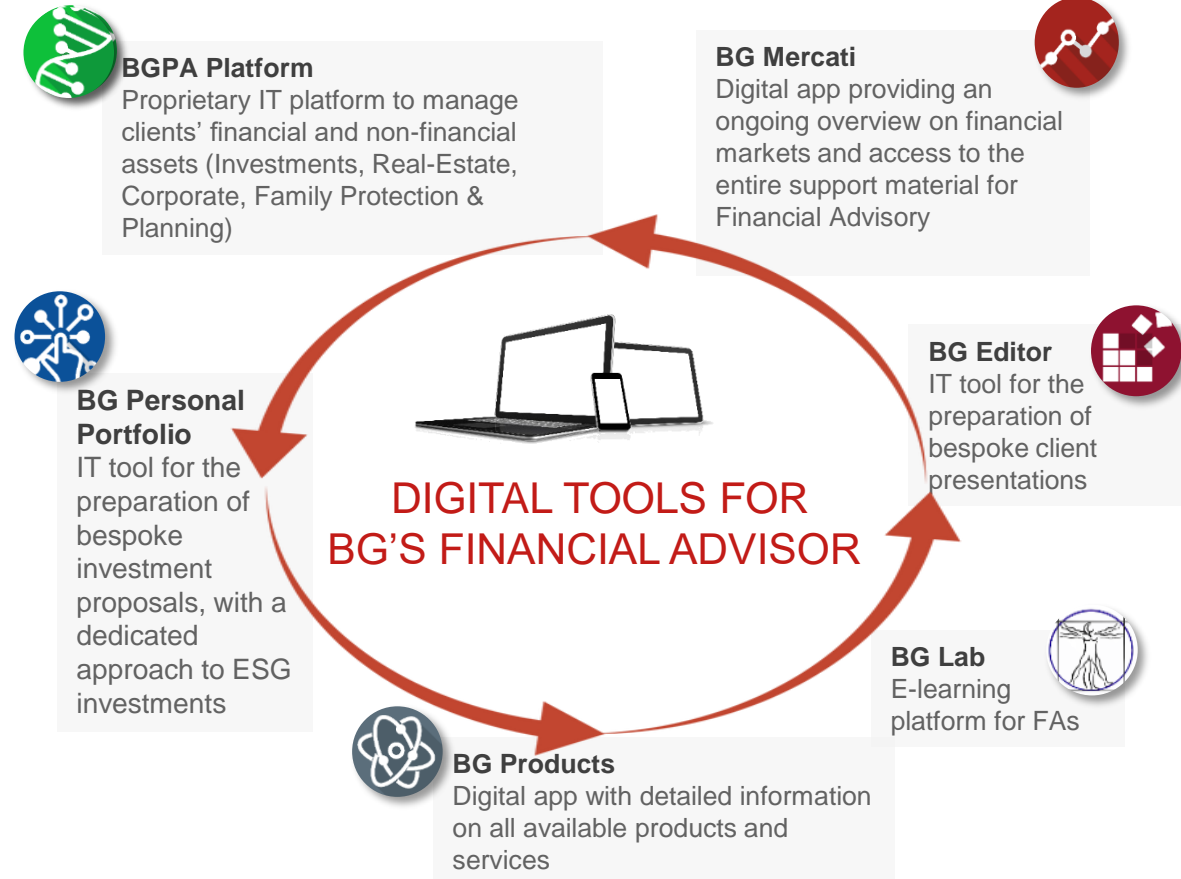 BGPA Platform
Proprietary IT platform to manage
clients’ financial and non-financial
assets (Investments, Real-Estate,
Corporate, Family Protection &
Planning)
BG Mercati
Digital app providing an
ongoing overview on financial
markets and access to the
entire support material for
Financial Advisory
BG Personal
Portfolio
IT tool for the
preparation of
bespoke
investment
proposals, with a
dedicated
approach to ESG
investments
DIGITAL TOOLS FOR
BG’S FINANCIAL ADVISOR
BG Editor
IT tool for the
preparation of
bespoke client
presentations
BG Lab
E-learning
platform for FAs
BG Products
Digital app with detailed information
on all available products and
services